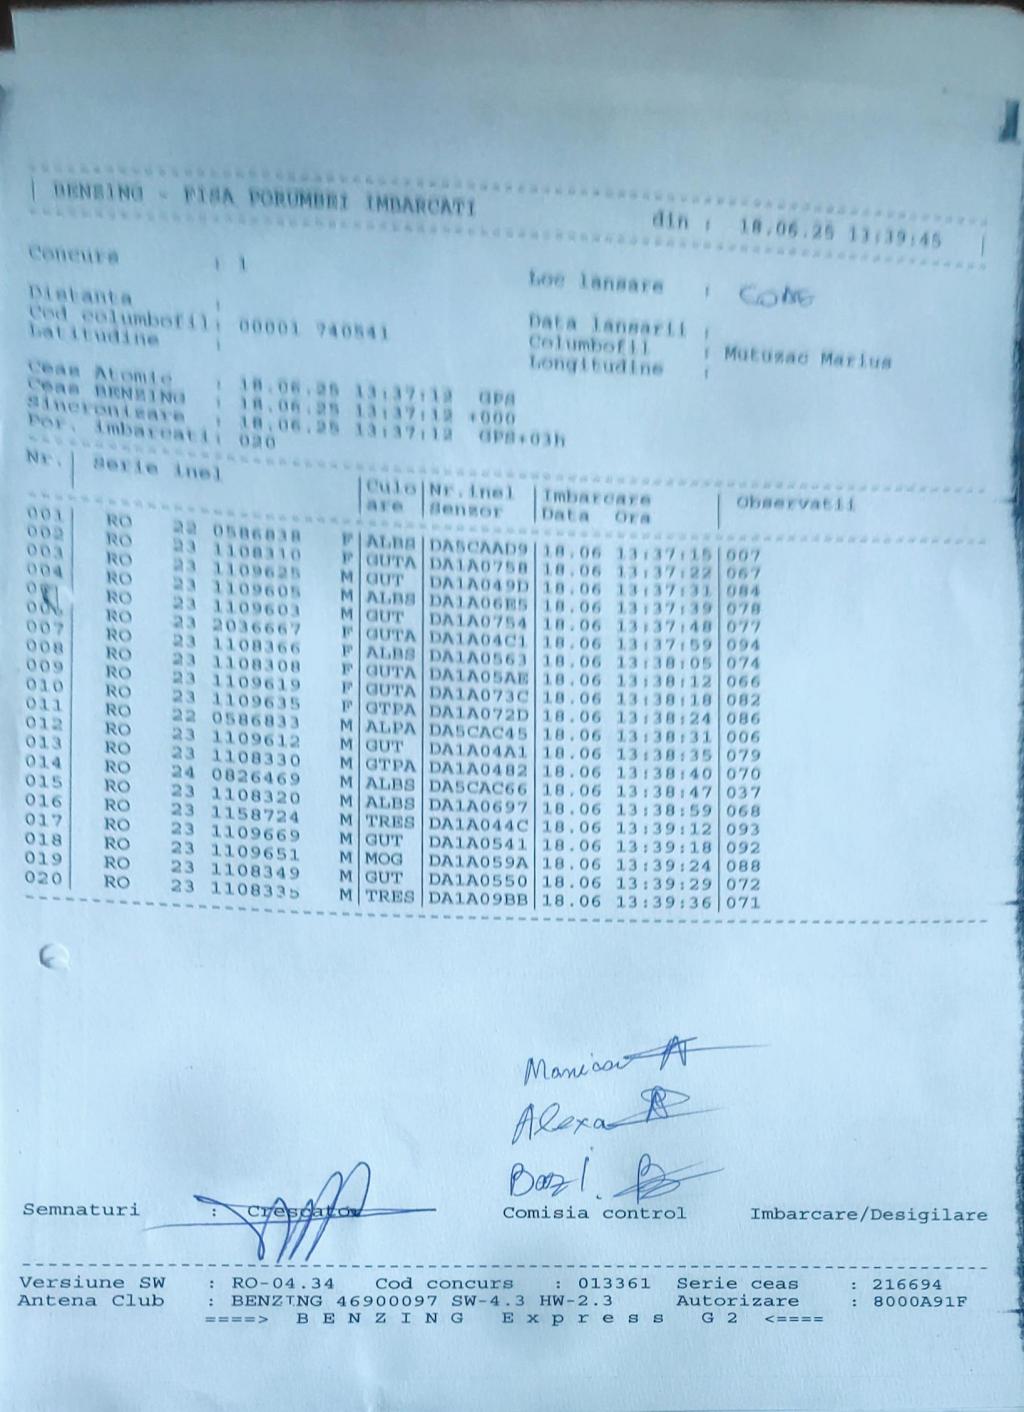 BENZING - FISA PORUMBEI IMBARCATI din : 18.06.25 13:39:45
Concurs : 1 Loc lansare :
Distanta : Data lansarii :
Cod columbofil: 00001 740541 Columbofil : Mutuzac Marius
Latitudine : Longitudine :
Ceas Atomic : 18.06.25 13:37:12 GPS
Ceas BENZING : 18.06.25 13:37:12 +000
Sincronizare : 18.06.25 13:37:12 GPS+03h
Por. imbarcati: 020
Nr. | Serie inel | Culo | Nr.inel | Imbarcare | Observatii
are | Senzor | Data Ora
001 RO 22 0586838 F ALBS DA5CAAD9 18.06 13:37:15 007
002 RO 23 1108310 F GUTA DA1A0758 18.06 13:37:22 067
003 RO 23 1109625 M GUT DA1A049D 18.06 13:37:31 084
004 RO 23 1109605 M ALBS DA1A06E5 18.06 13:37:39 078
RO 23 1109603 M GUT DA1A0754 18.06 13:37:48 077
006 RO 23 2036667 F GUTA DA1A04C1 18.06 13:37:59 094
007 RO 23 1108366 F ALBS DA1A0563 18.06 13:38:05 074
008 RO 23 1108308 F GUTA DA1A05AE 18.06 13:38:12 066
009 RO 23 1109619 F GUTA DA1A073C 18.06 13:38:18 082
010 RO 23 1109635 F GTPA DA1A072D 18.06 13:38:24 086
011 RO 22 0586833 M ALPA DA5CAC45 18.06 13:38:31 006
012 RO 23 1109612 M GUT DA1A04A1 18.06 13:38:35 079
013 RO 23 1108330 M GTPA DA1A0482 18.06 13:38:40 070
014 RO 24 0826469 M ALBS DA5CAC66 18.06 13:38:47 037
015 RO 23 1108320 M ALBS DA1A0697 18.06 13:38:59 068
016 RO 23 1158724 M TRES DA1A044C 18.06 13:39:12 093
017 RO 23 1109669 M GUT DA1A0541 18.06 13:39:18 092
018 RO 23 1109651 M MOG DA1A059A 18.06 13:39:24 088
019 RO 23 1108349 M GUT DA1A0550 18.06 13:39:29 072
020 RO 23 1108335 M TRES DA1A09BB 18.06 13:39:36 071
Alexa
Semnaturi : Crescator Comisia control Imbarcare/Desigilare
Versiune SW : RO-04.34 Cod concurs : 013361 Serie ceas : 216694
Antena Club : BENZING 46900097 SW-4.3 HW-2.3 Autorizare : 8000A91F
====> B E N Z I N G E x p r e s s G 2 <====